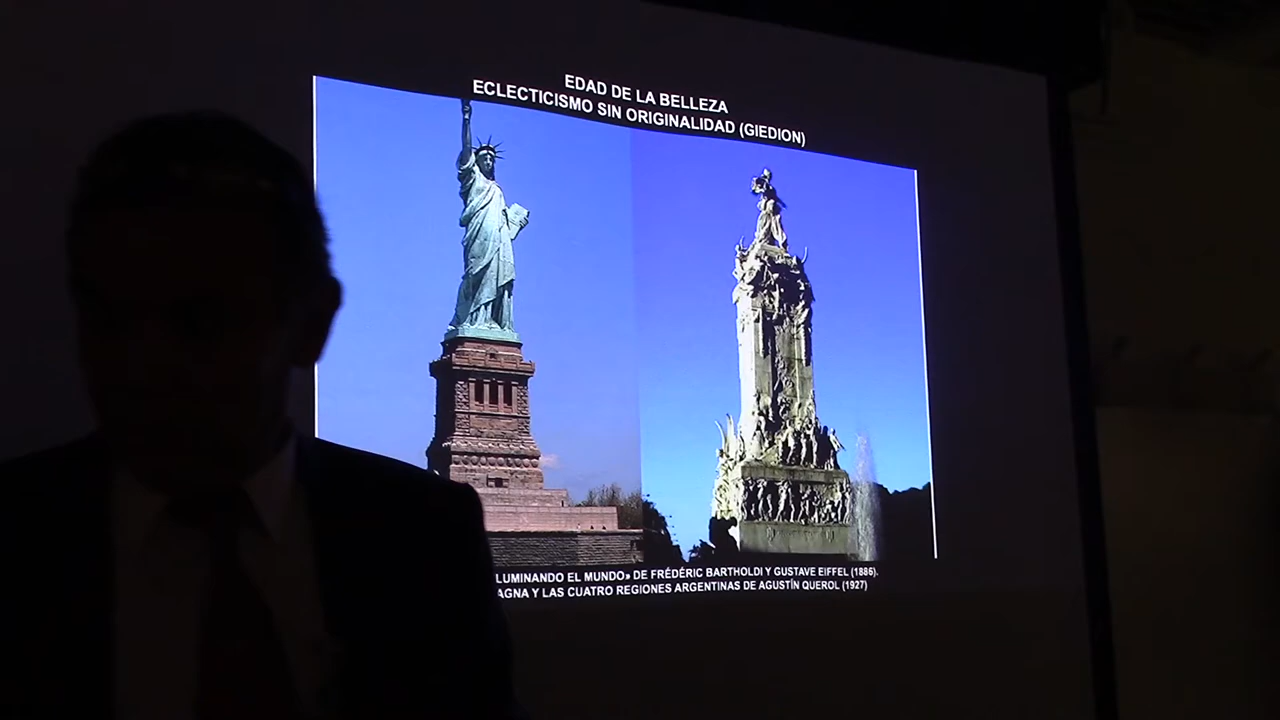 EDAD DE LA BELLEZA
ECLECTICISMO SIN ORIGINALIDAD (GIEDION)
LUMINANDO EL MUNDO» DE FRÉDÉRIC BARTHOLDI Y GUSTAVE EIFFEL (1886).
AGNA Y LAS CUATRO REGIONES ARGENTINAS DE AGUSTÍN QUEROL (1927)